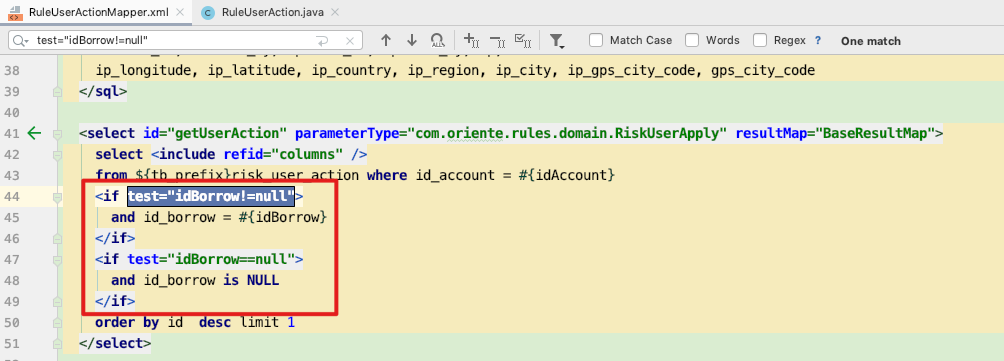 RuleUserActionMapper.xml
RuleUserAction.java
test="idBorrow!=null"
Match Case
Words
Regex
?
One match
38 ip_longitude, ip_latitude, ip_country, ip_region, ip_city, ip_gps_city_code, gps_city_code
39 </sql>
40
41 <select id="getUserAction" parameterType="com.oriente.rules.domain.RiskUserApply" resultMap="BaseResultMap">
42 select <include refid="columns" />
43 from ${tb_prefix}risk_user_action where id_account = #{idAccount}
44 <if test="idBorrow!=null">
45 and id_borrow = #{idBorrow}
46 </if>
47 <if test="idBorrow==null">
48 and id_borrow is NULL
49 </if>
50 order by id  desc limit 1
51 </select>